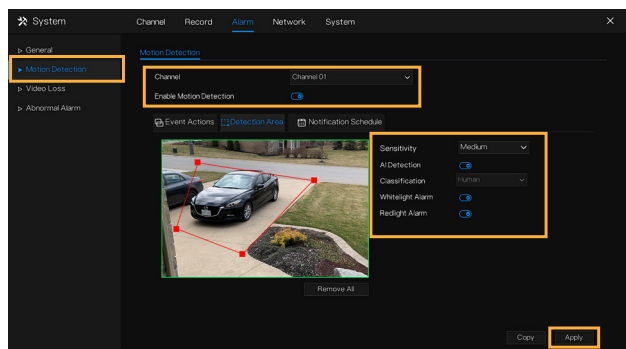 System
Channel Record Alarm Network System
General
Motion Detection
Video Loss
Abnormal Alarm
Motion Detection
Channel Channel 01
Enable Motion Detection
Event Actions Detection Area Notification Schedule
Sensitivity Medium
AI Detection
Classification Human
Whitelight Alarm
Redlight Alarm
Remove All
Copy Apply